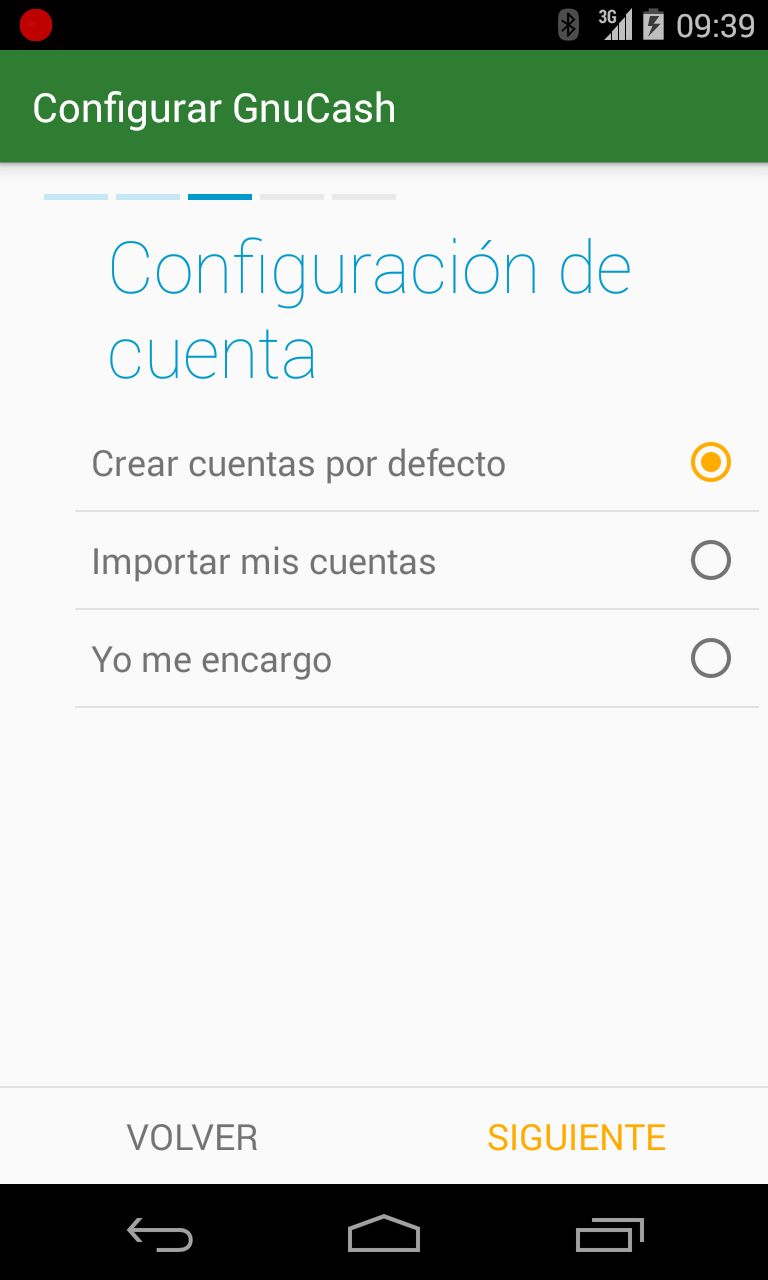 3G 09:39
Configurar GnuCash
Configuración de
cuenta
Crear cuentas por defecto
Importar mis cuentas
Yo me encargo
VOLVER SIGUIENTE